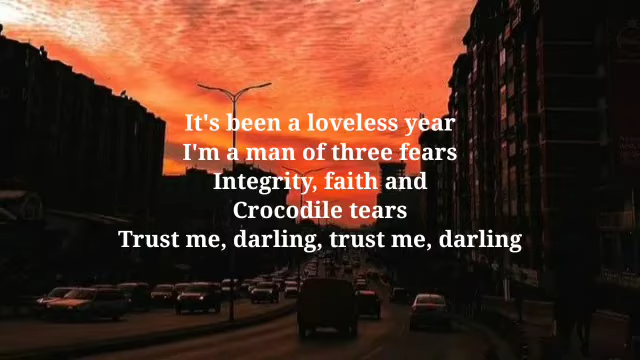 It's been a loveless year
I'm a man of three fears
Integrity, faith and
Crocodile tears
Trust me, darling, trust me, darling